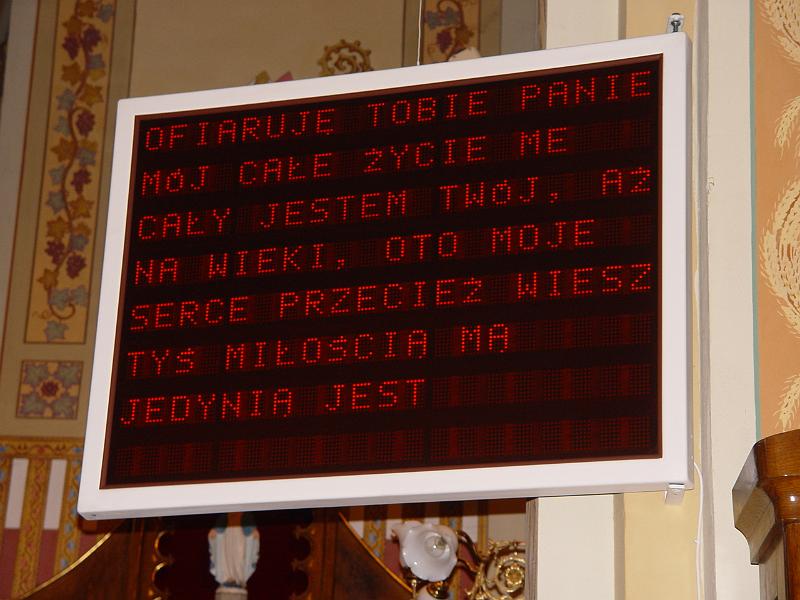 OFIARUJĘ TOBIE PANIE
MÓJ CAŁE ŻYCIE ME
CAŁY JESTEM TWÓJ, AŻ
NA WIEKI, OTO MOJE
SERCE PRZECIEŻ WIESZ
TYŚ MIŁOŚCIĄ MĄ
JEDYNIĄ JEST